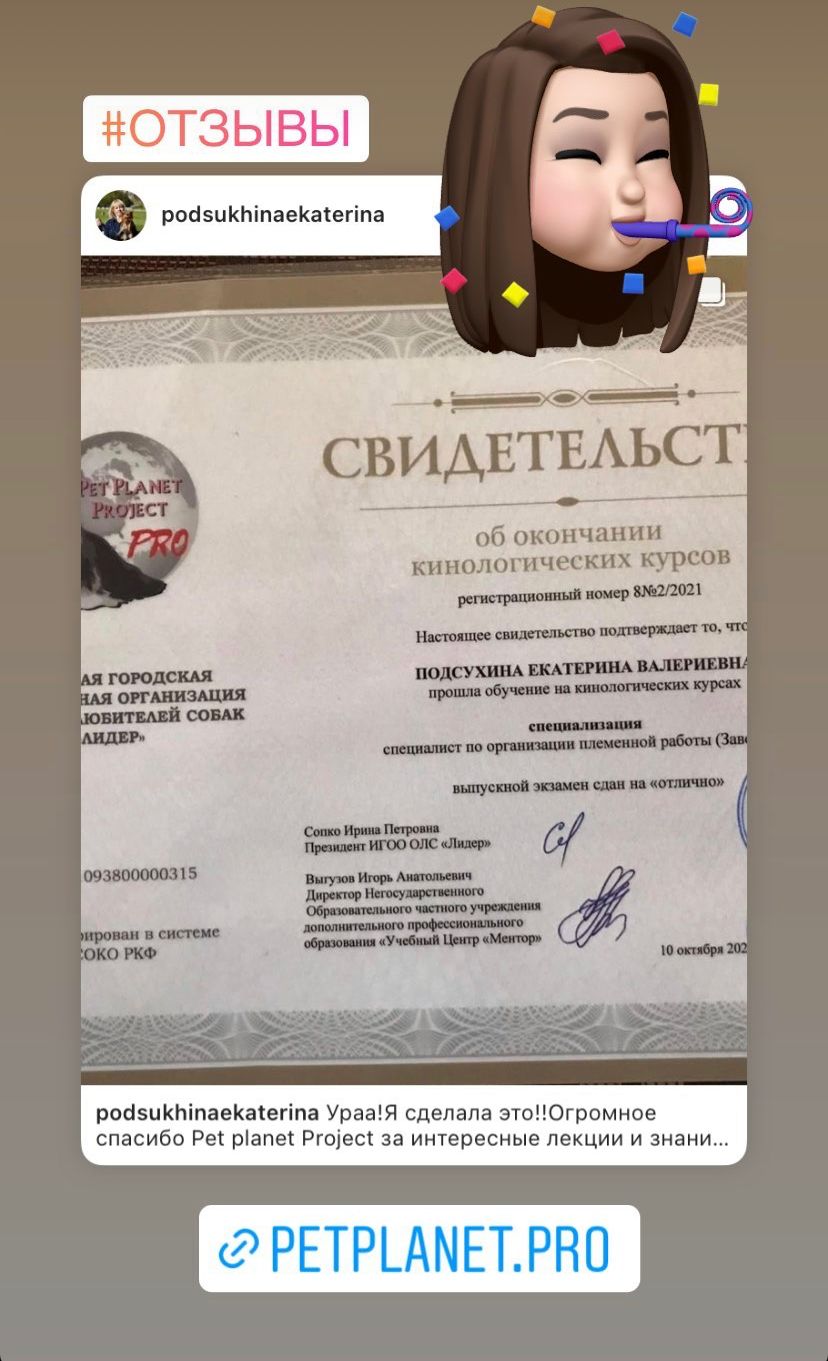 #ОТЗЫВЫ
podsukhinaekaterina
PET PLANET
PROJECT
PRO
СВИДЕТЕЛЬСТ
об окончании
кинологических курсов
регистрационный номер 8№2/2021
Настоящее свидетельство подтверждает то, что
ПОДСУХИНА ЕКАТЕРИНА ВАЛЕРИЕВНА
прошла обучение на кинологических курсах
специализация
специалист по организации племенной работы (Заво
выпускной экзамен сдан на «отлично»
АЯ ГОРОДСКАЯ
НАЯ ОРГАНИЗАЦИЯ
ЮБИТЕЛЕЙ СОБАК
ЛИДЕР»
Сопко Ирина Петровна
Президент ИГОО ОЛС «Лидер»
Выгузов Игорь Анатольевич
Директор Негосударственного
Образовательного частного учреждения
дополнительного профессионального
образования «Учебный Центр «Ментор»
093800000315
ирован в системе
СОКО РКФ
10 октября 202
podsukhinaekaterina Ураа!Я сделала это!!Огромное
спасибо Pet planet Project за интересные лекции и знани...
PETPLANET.PRO